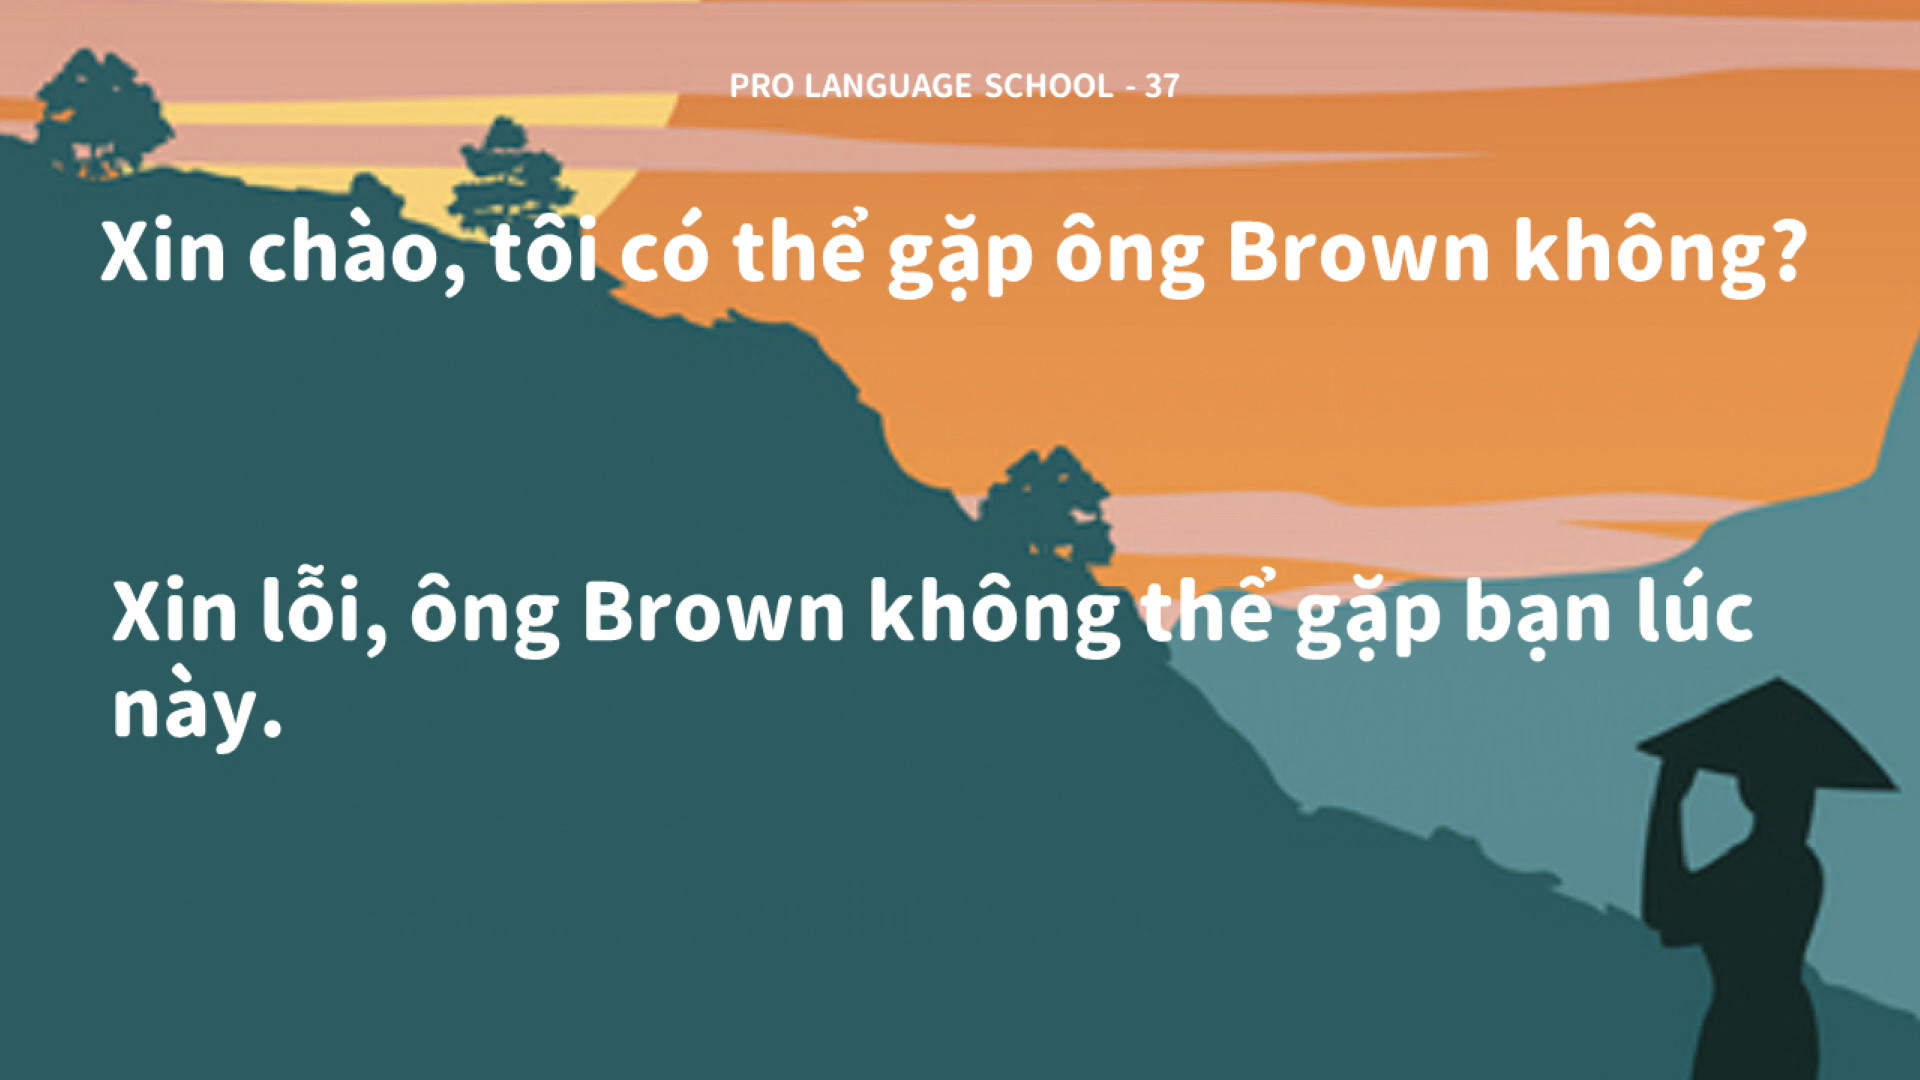 PRO LANGUAGE SCHOOL - 37
Xin chào, tôi có thể gặp ông Brown không?
Xin lỗi, ông Brown không thể gặp bạn lúc
này.